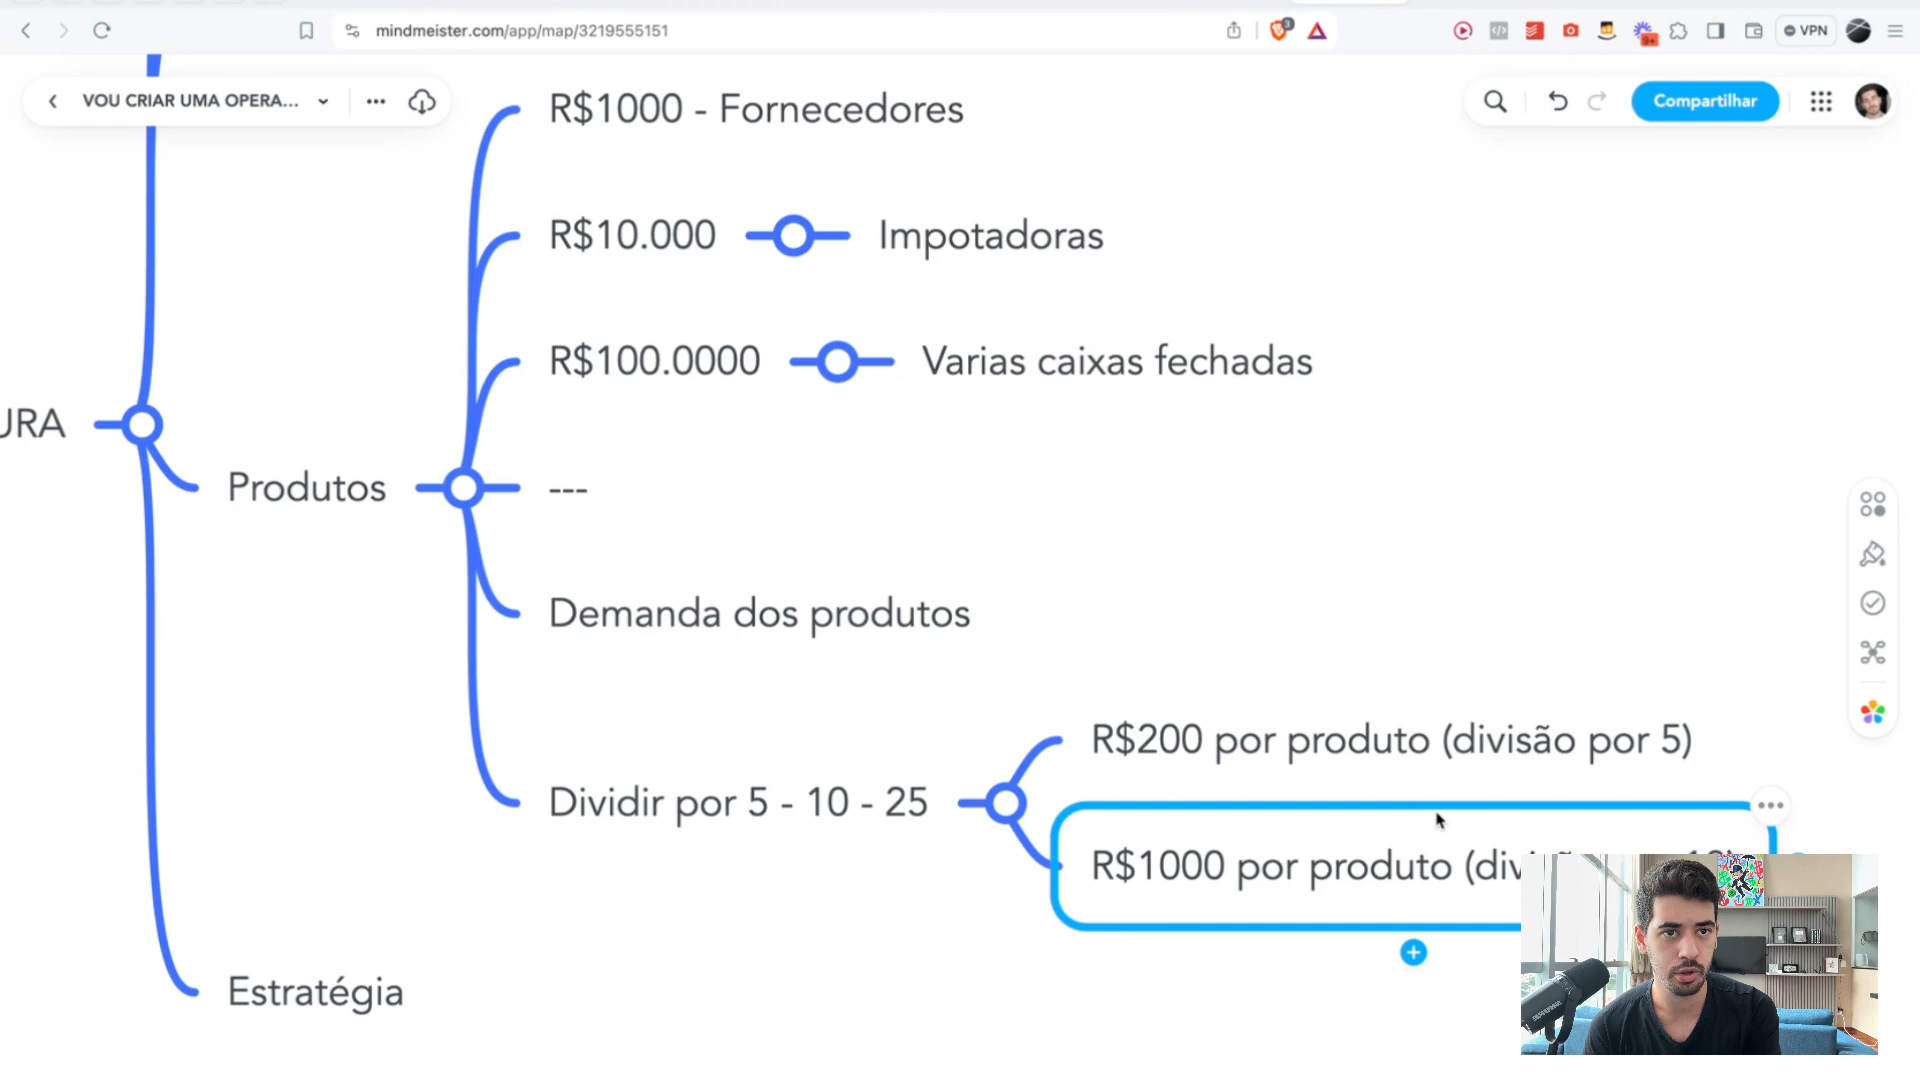 mindmeister.com/app/map/3219555151
3
9+
VPN
VOU CRIAR UMA OPERA...
Compartilhar
R$1000 - Fornecedores
R$10.000
Impotadoras
R$100.0000
Varias caixas fechadas
URA
Produtos
---
Demanda dos produtos
R$200 por produto (divisão por 5)
Dividir por 5 - 10 - 25
R$1000 por produto
Estratégia